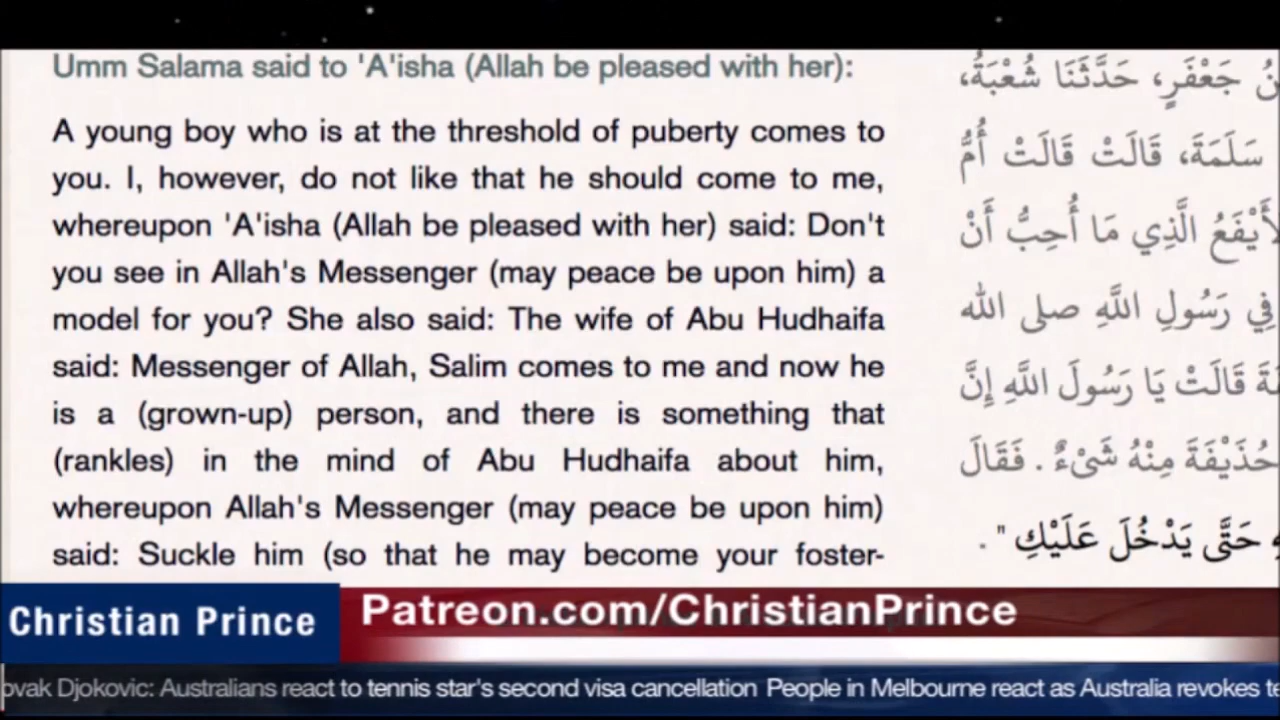 Umm Salama said to 'A'isha (Allah be pleased with her):
A young boy who is at the threshold of puberty comes to
you. I, however, do not like that he should come to me,
whereupon 'A'isha (Allah be pleased with her) said: Don't
you see in Allah's Messenger (may peace be upon him) a
model for you? She also said: The wife of Abu Hudhaifa
said: Messenger of Allah, Salim comes to me and now he
is a (grown-up) person, and there is something that
(rankles) in the mind of Abu Hudhaifa about him,
whereupon Allah's Messenger (may peace be upon him)
said: Suckle him (so that he may become your foster-
جَعْفَرٍ، حَدَّثَنَا شُعْبَةُ،
سَلَمَةَ، قَالَتْ قَالَتْ أُمُّ
الَّذِي مَا أُحِبُّ أَنْ
فِي رَسُولِ اللَّهِ صلى الله
قَالَتْ يَا رَسُولَ اللَّهِ إِنَّ
حُذَيْفَةَ مِنْهُ شَىْءٌ . فَقَالَ
حَتَّى يَدْخُلَ عَلَيْكِ " .
Christian Prince
Patreon.com/ChristianPrince
ovak Djokovic: Australians react to tennis star's second visa cancellation People in Melbourne react as Australia revokes te